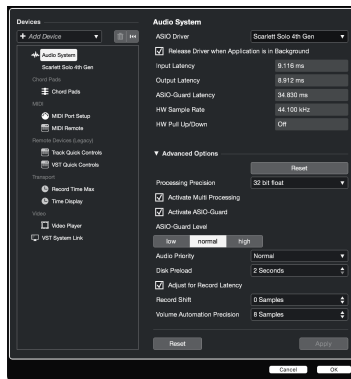 Devices
+ Add Device
Audio System
Scarlett Solo 4th Gen
Chord Pads
Chord Pads
MIDI
MIDI Port Setup
MIDI Remote
Remote Devices (Legacy)
Track Quick Controls
VST Quick Controls
Transport
Record Time Max
Time Display
Video
Video Player
VST System Link
Audio System
ASIO Driver Scarlett Solo 4th Gen
Release Driver when Application is in Background
Input Latency 9.116 ms
Output Latency 8.912 ms
ASIO-Guard Latency 34.830 ms
HW Sample Rate 44.100 kHz
HW Pull Up/Down Off
Advanced Options
Reset
Processing Precision 32 bit float
Activate Multi Processing
Activate ASIO-Guard
ASIO-Guard Level
low normal high
Audio Priority Normal
Disk Preload 2 Seconds
Adjust for Record Latency
Record Shift 0 Samples
Volume Automation Precision 8 Samples
Reset Apply
Cancel OK